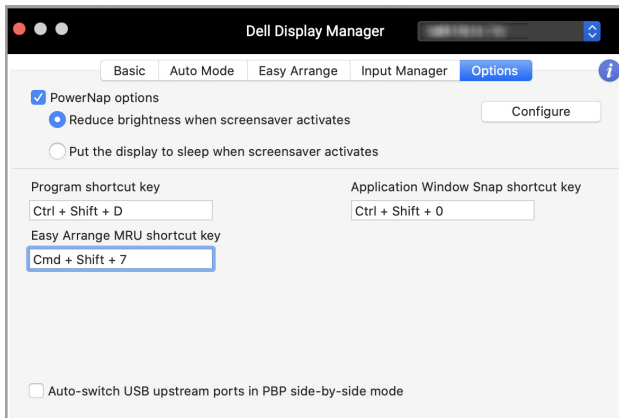 Dell Display Manager
Basic Auto Mode Easy Arrange Input Manager Options
PowerNap options
Reduce brightness when screensaver activates
Configure
Put the display to sleep when screensaver activates
Program shortcut key
Application Window Snap shortcut key
Ctrl + Shift + D
Ctrl + Shift + 0
Easy Arrange MRU shortcut key
Cmd + Shift + 7
Auto-switch USB upstream ports in PBP side-by-side mode